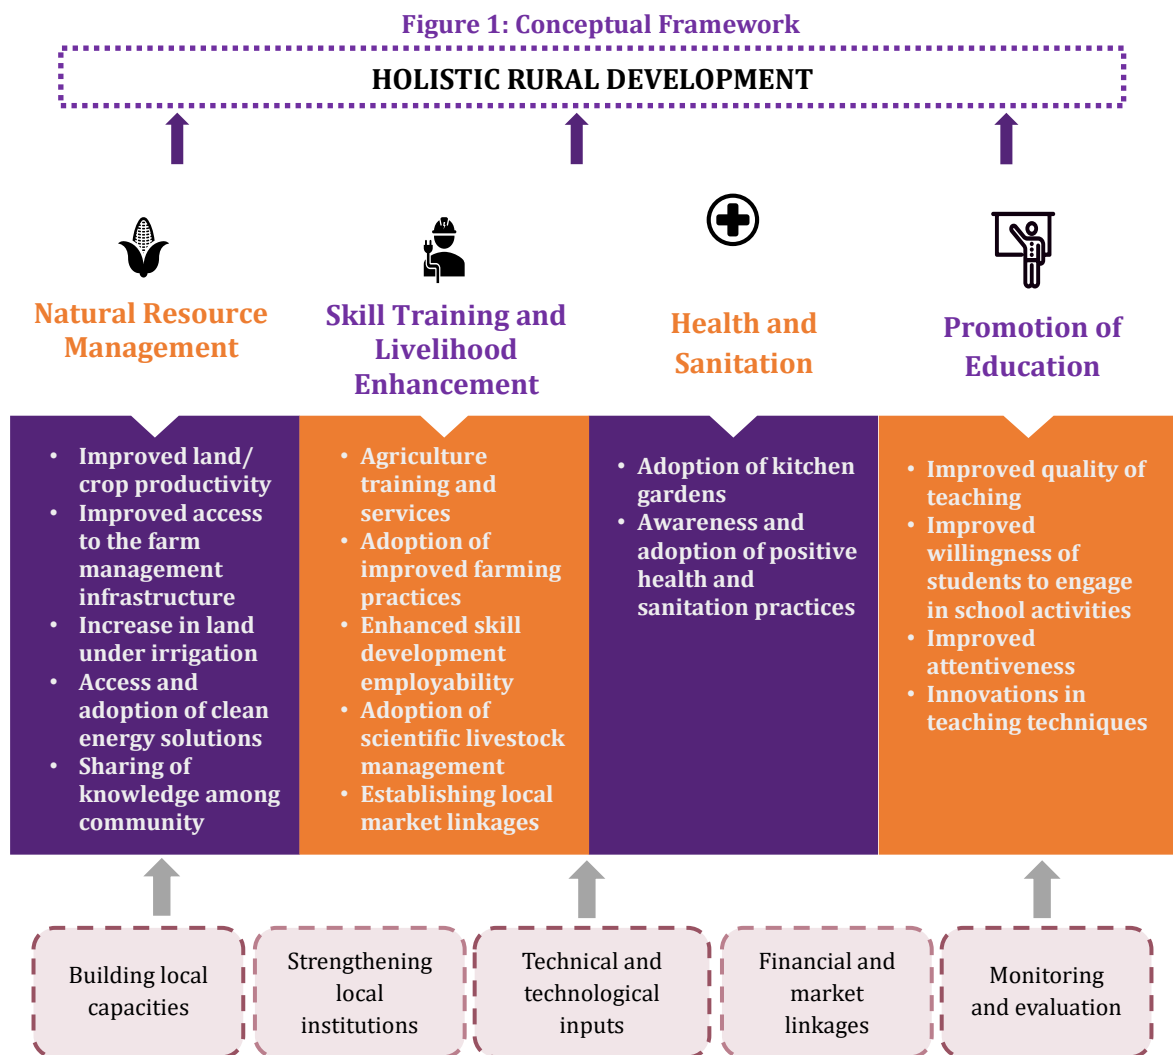 Figure 1: Conceptual Framework
HOLISTIC RURAL DEVELOPMENT
Natural Resource
Management
Skill Training and
Livelihood
Enhancement
Health and
Sanitation
Promotion of
Education
• Improved land/
crop productivity
• Improved access
to the farm
management
infrastructure
• Increase in land
under irrigation
• Access and
adoption of clean
energy solutions
• Sharing of
knowledge among
community
• Agriculture
training and
services
• Adoption of
improved farming
practices
• Enhanced skill
development
employability
• Adoption of
scientific livestock
management
• Establishing local
market linkages
• Adoption of kitchen
gardens
• Awareness and
adoption of positive
health and
sanitation practices
• Improved quality of
teaching
• Improved
willingness of
students to engage
in school activities
• Improved
attentiveness
• Innovations in
teaching techniques
Building local
capacities
Strengthening
local
institutions
Technical and
technological
inputs
Financial and
market
linkages
Monitoring
and evaluation